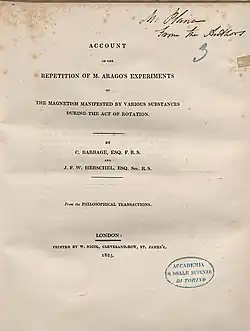 M. Plana
from the Authors
3
ACCOUNT
OF THE
REPETITION OF M. ARAGO'S EXPERIMENTS
ON
THE MAGNETISM MANIFESTED BY VARIOUS SUBSTANCES
DURING THE ACT OF ROTATION.
BY
C. BABBAGE, ESQ. F. R. S.
AND
J. F. W. HERSCHEL, ESQ. SEC. R. S.
From the PHILOSOPHICAL TRANSACTIONS.
LONDON:
PRINTED BY W. NICOL, CLEVELAND-ROW, ST. JAMES'S,
1825.
ACCADEMIA
DELLE SCIENZE
DI TORINO